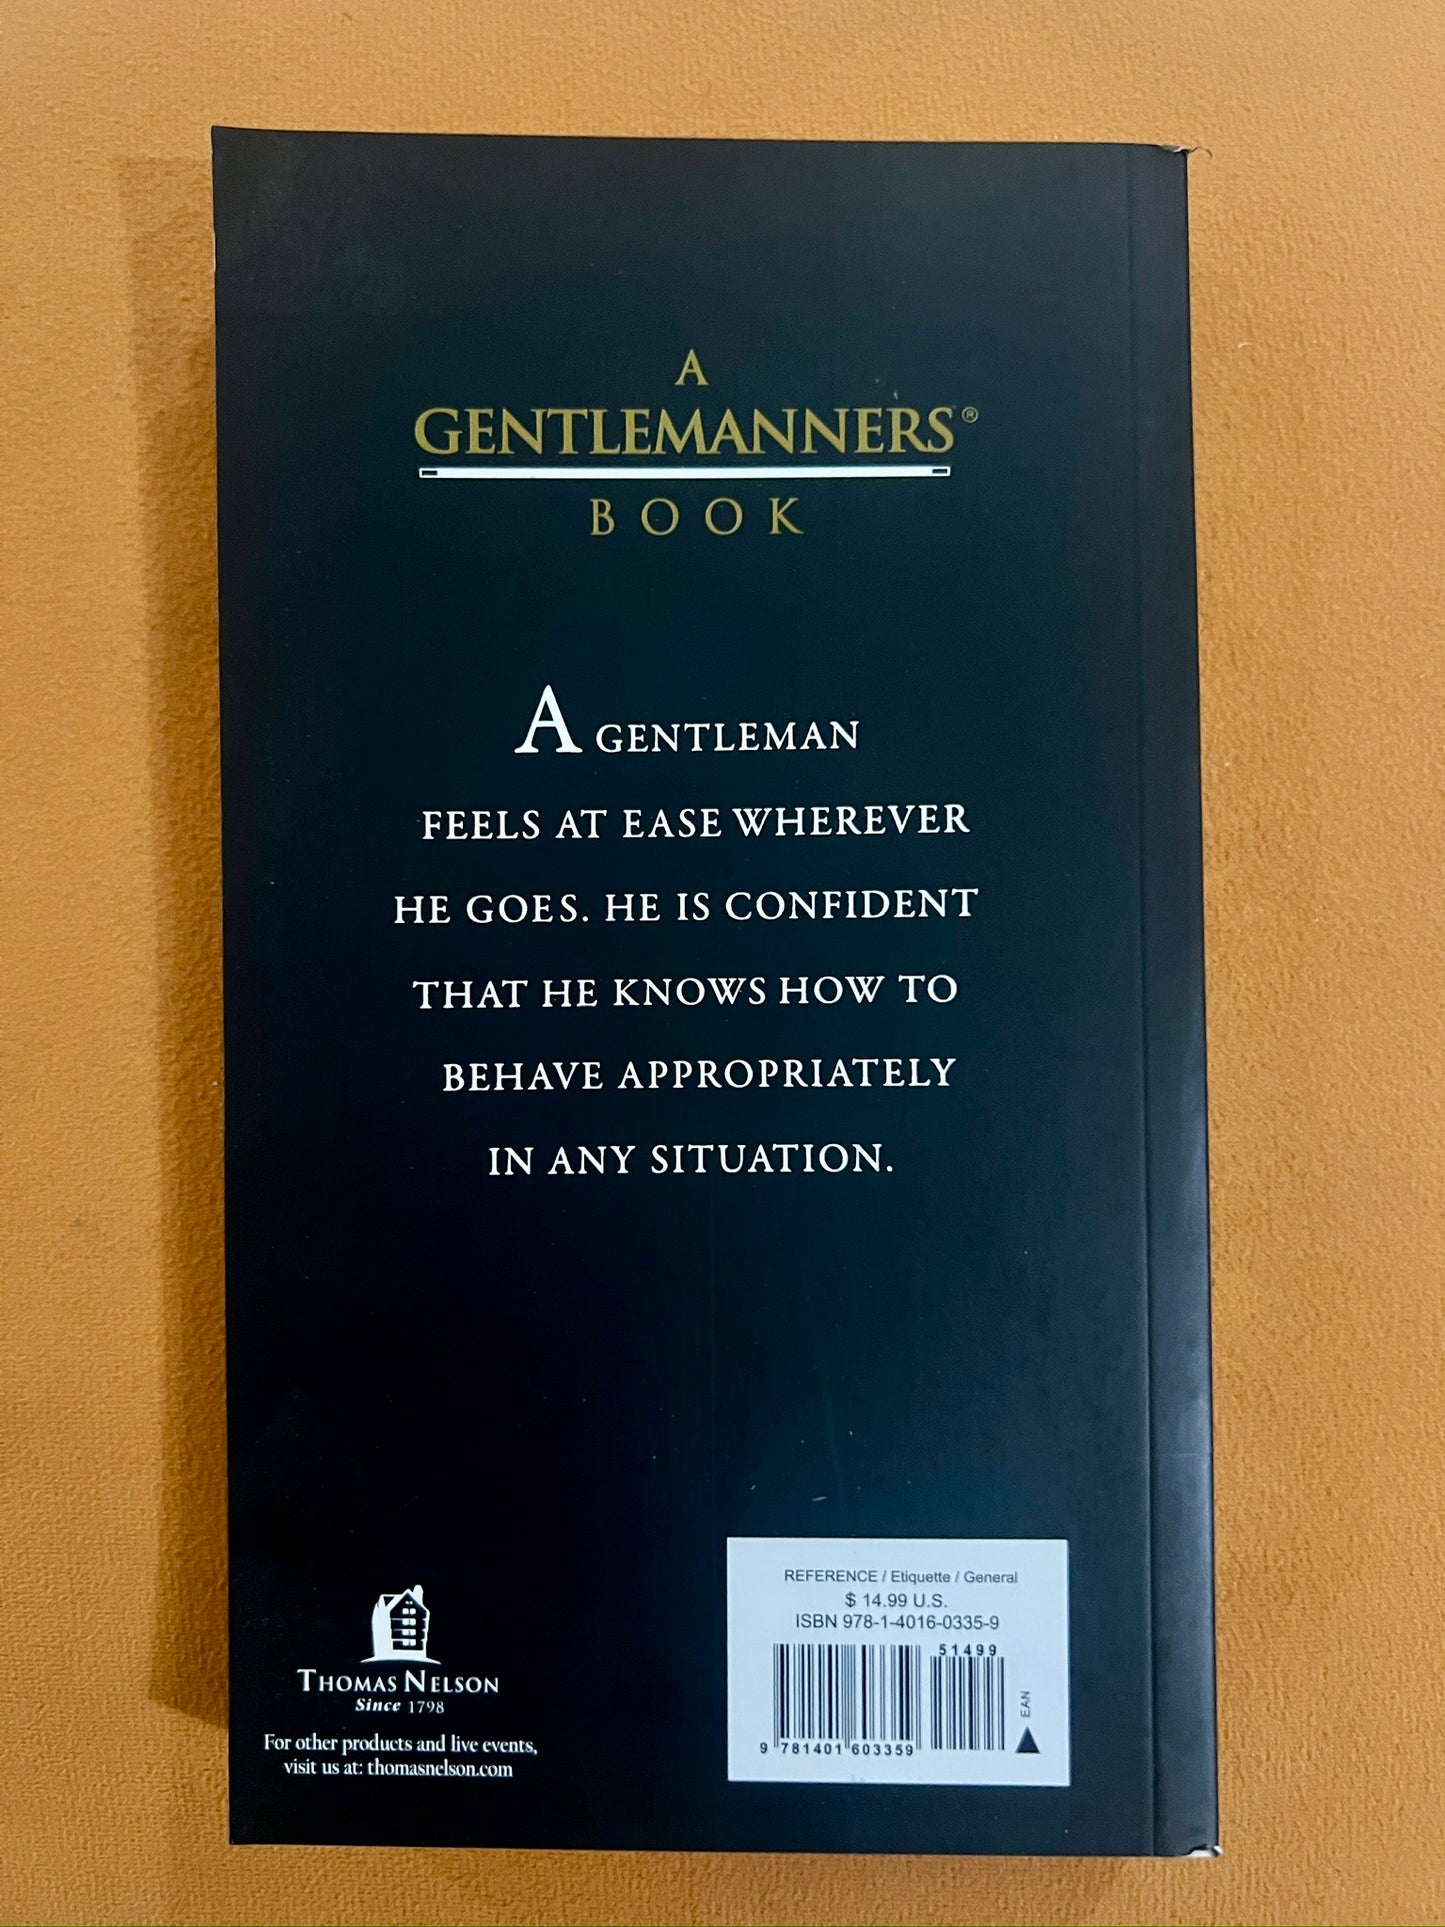 A
GENTLEMANNERS®
BOOK
A GENTLEMAN
FEELS AT EASE WHEREVER
HE GOES. HE IS CONFIDENT
THAT HE KNOWS HOW TO
BEHAVE APPROPRIATELY
IN ANY SITUATION.
THOMAS NELSON
Since 1798
For other products and live events,
visit us at: thomasnelson.com
REFERENCE / Etiquette / General
$ 14.99 U.S.
ISBN 978-1-4016-0335-9
51499
EAN
9 781401 603359